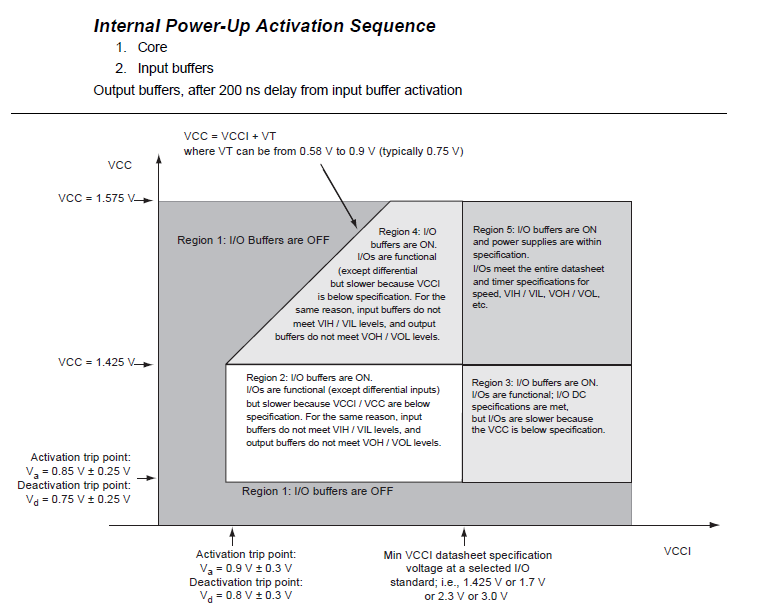 Internal Power-Up Activation Sequence
1. Core
2. Input buffers
Output buffers, after 200 ns delay from input buffer activation
VCC = VCCI + VT
where VT can be from 0.58 V to 0.9 V (typically 0.75 V)
VCC
VCC = 1.575 V
Region 1: I/O Buffers are OFF
Region 4: I/O
buffers are ON.
I/Os are functional
(except differential
but slower because VCCI
is below specification. For the
same reason, input buffers do not
meet VIH / VIL levels, and output
buffers do not meet VOH / VOL levels.
Region 5: I/O buffers are ON
and power supplies are within
specification.
I/Os meet the entire datasheet
and timer specifications for
speed, VIH / VIL, VOH / VOL,
etc.
VCC = 1.425 V
Region 2: I/O buffers are ON.
I/Os are functional (except differential inputs)
but slower because VCCI / VCC are below
specification. For the same reason, input
buffers do not meet VIH / VIL levels, and
output buffers do not meet VOH / VOL levels.
Region 3: I/O buffers are ON.
I/Os are functional; I/O DC
specifications are met,
but I/Os are slower because
the VCC is below specification.
Activation trip point:
Va = 0.85 V ± 0.25 V
Deactivation trip point:
Vd = 0.75 V ± 0.25 V
Region 1: I/O buffers are OFF
Activation trip point:
Va = 0.9 V ± 0.3 V
Deactivation trip point:
Vd = 0.8 V ± 0.3 V
Min VCCI datasheet specification
voltage at a selected I/O
standard; i.e., 1.425 V or 1.7 V
or 2.3 V or 3.0 V
VCCI